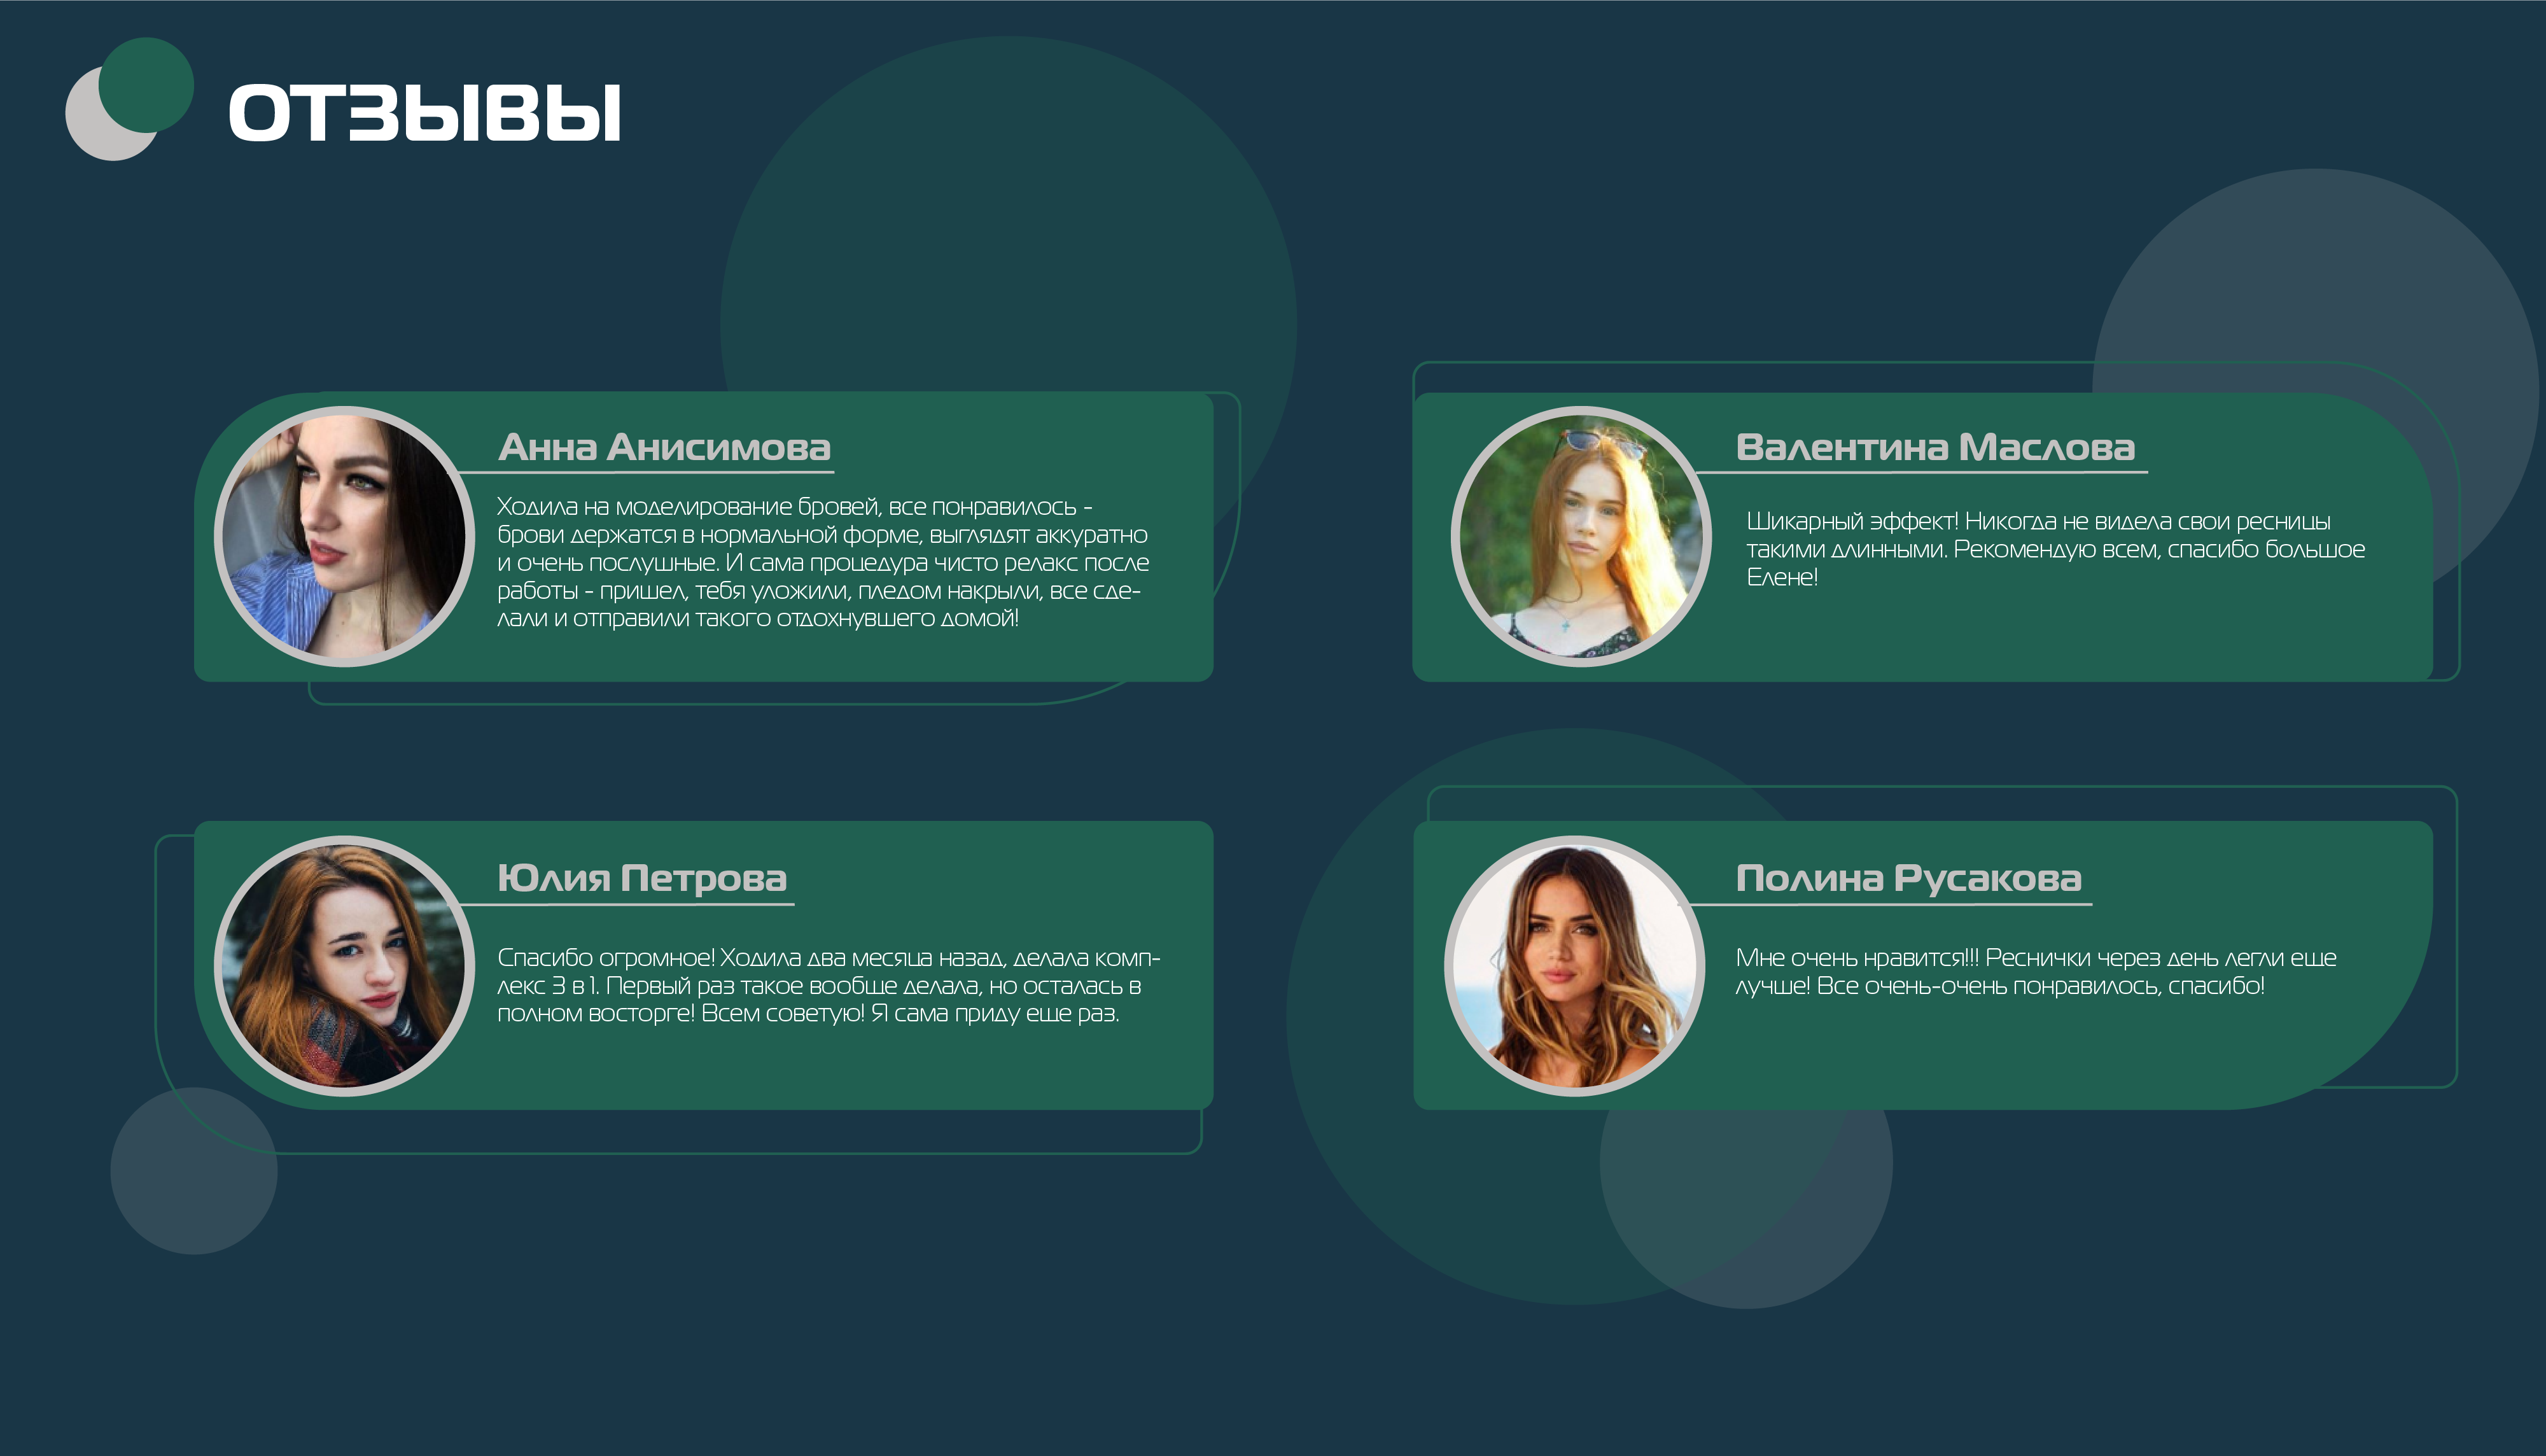 ОТЗЫВЫ
Анна Анисимова
Ходила на моделирование бровей, все понравилось -
брови держатся в нормальной форме, выглядят аккуратно
и очень послушные. И сама процедура чисто релакс после
работы - пришел, тебя уложили, пледом накрыли, все сде-
лали и отправили такого отдохнувшего домой!
Валентина Маслова
Шикарный эффект! Никогда не видела свои ресницы
такими длинными. Рекомендую всем, спасибо большое
Елене!
Юлия Петрова
Спасибо огромное! Ходила два месяца назад, делала комп-
лекс 3 в 1. Первый раз такое вообще делала, но осталась в
полном восторге! Всем советую! Я сама приду еще раз.
Полина Русакова
Мне очень нравится!!! Реснички через день легли еще
лучше! Все очень-очень понравилось, спасибо!